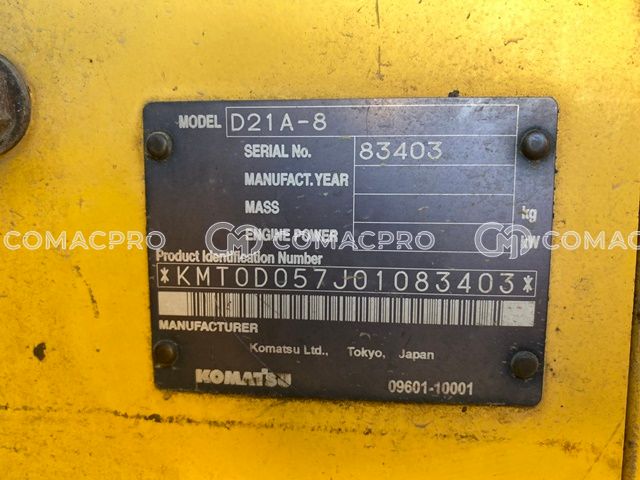 MODEL D21A-8
SERIAL No. 83403
MANUFACT.YEAR
MASS kg
ENGINE POWER kW
COMACPRO COMACPRO COMAC
Product Identification Number
*KMT0D057J01083403*
MANUFACTURER
Komatsu Ltd., Tokyo, Japan
KOMATSU 09601-10001